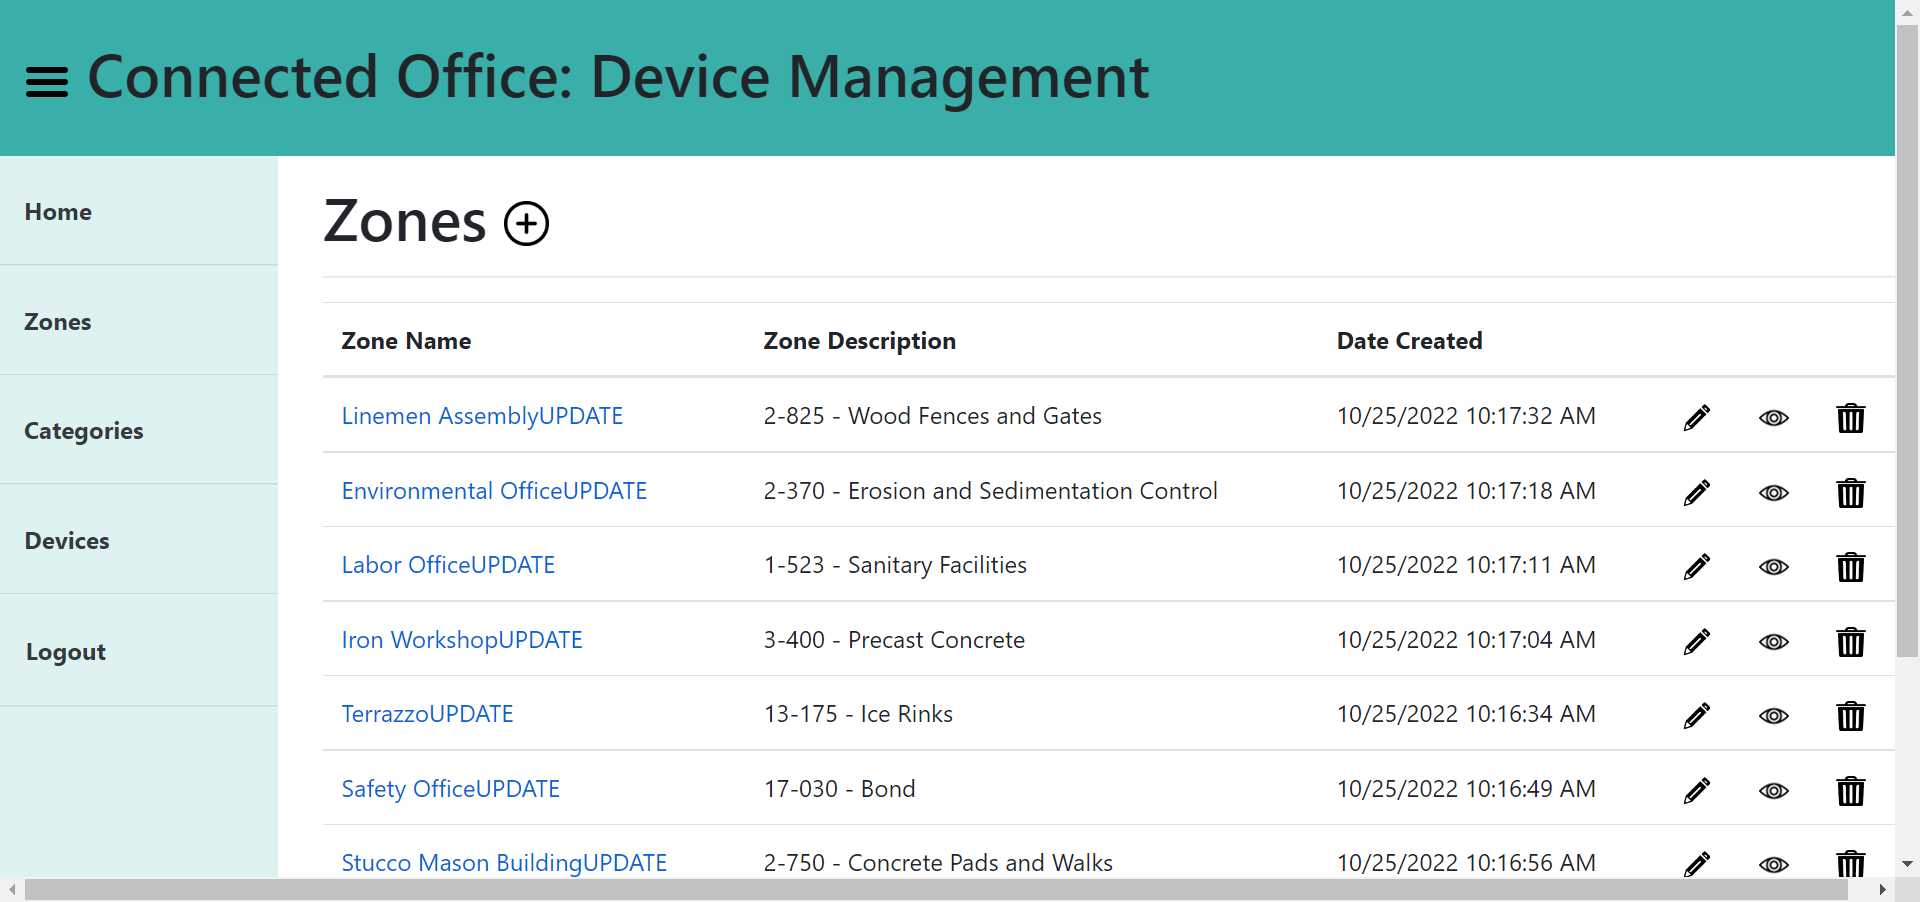 Connected Office: Device Management
Home
Zones
Categories
Devices
Logout
Zones
Zone Name Zone Description Date Created
Linemen AssemblyUPDATE 2-825 - Wood Fences and Gates 10/25/2022 10:17:32 AM
Environmental OfficeUPDATE 2-370 - Erosion and Sedimentation Control 10/25/2022 10:17:18 AM
Labor OfficeUPDATE 1-523 - Sanitary Facilities 10/25/2022 10:17:11 AM
Iron WorkshopUPDATE 3-400 - Precast Concrete 10/25/2022 10:17:04 AM
TerrazzoUPDATE 13-175 - Ice Rinks 10/25/2022 10:16:34 AM
Safety OfficeUPDATE 17-030 - Bond 10/25/2022 10:16:49 AM
Stucco Mason BuildingUPDATE 2-750 - Concrete Pads and Walks 10/25/2022 10:16:56 AM